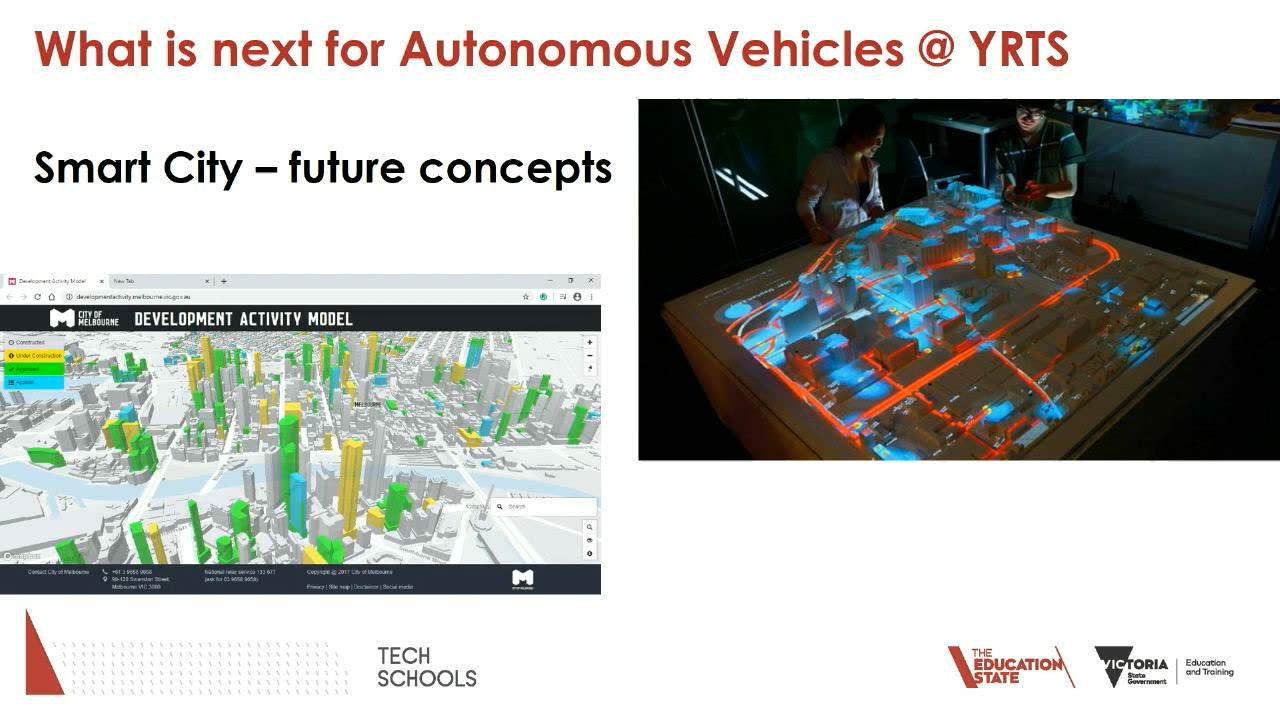 What is next for Autonomous Vehicles @ YRTS
Smart City – future concepts
Development Activity Model
New Tab
developmentactivity.melbourne.vic.gov.au
CITY OF
MELBOURNE
DEVELOPMENT ACTIVITY MODEL
Constructed
Under Construction
Approved
Applied
MELBOURNE
Search
mapbox
Contact City of Melbourne
+61 3 9658 9658
90-120 Swanston Street,
Melbourne VIC 3000
National relay service 133 677
(ask for 03 9658 9658)
Copyright @ 2017 City of Melbourne
Privacy | Site map | Disclaimer | Social media
CITY OF MELBOURNE
TECH
SCHOOLS
THE
EDUCATION
STATE
VICTORIA
State
Government
Education
and Training